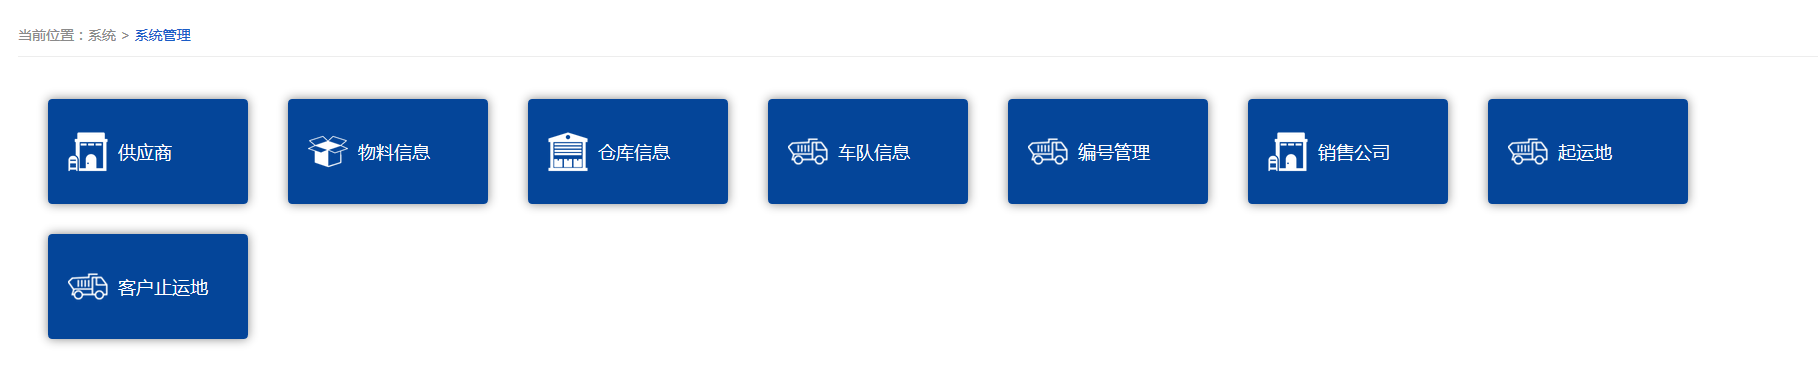 当前位置：系统 > 系统管理
供应商
物料信息
仓库信息
车队信息
编号管理
销售公司
起运地
客户止运地